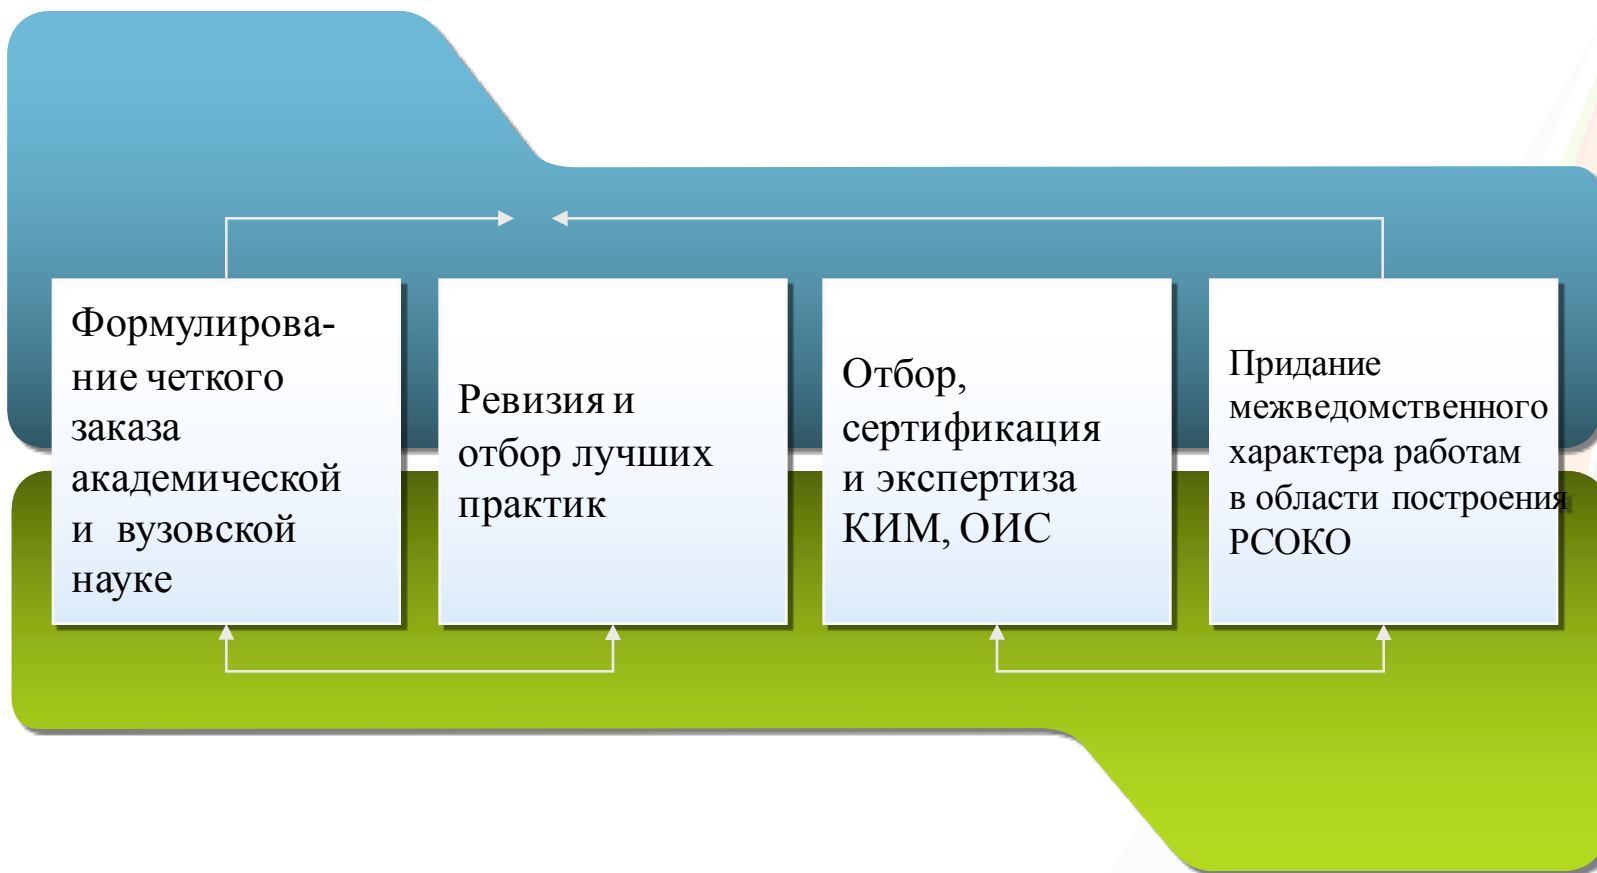 Формулирова-
ние четкого
заказа
академической
и вузовской
науке
Ревизия и
отбор лучших
практик
Отбор,
сертификация
и экспертиза
КИМ, ОИС
Придание
межведомственного
характера работам
в области построения
РСОКО